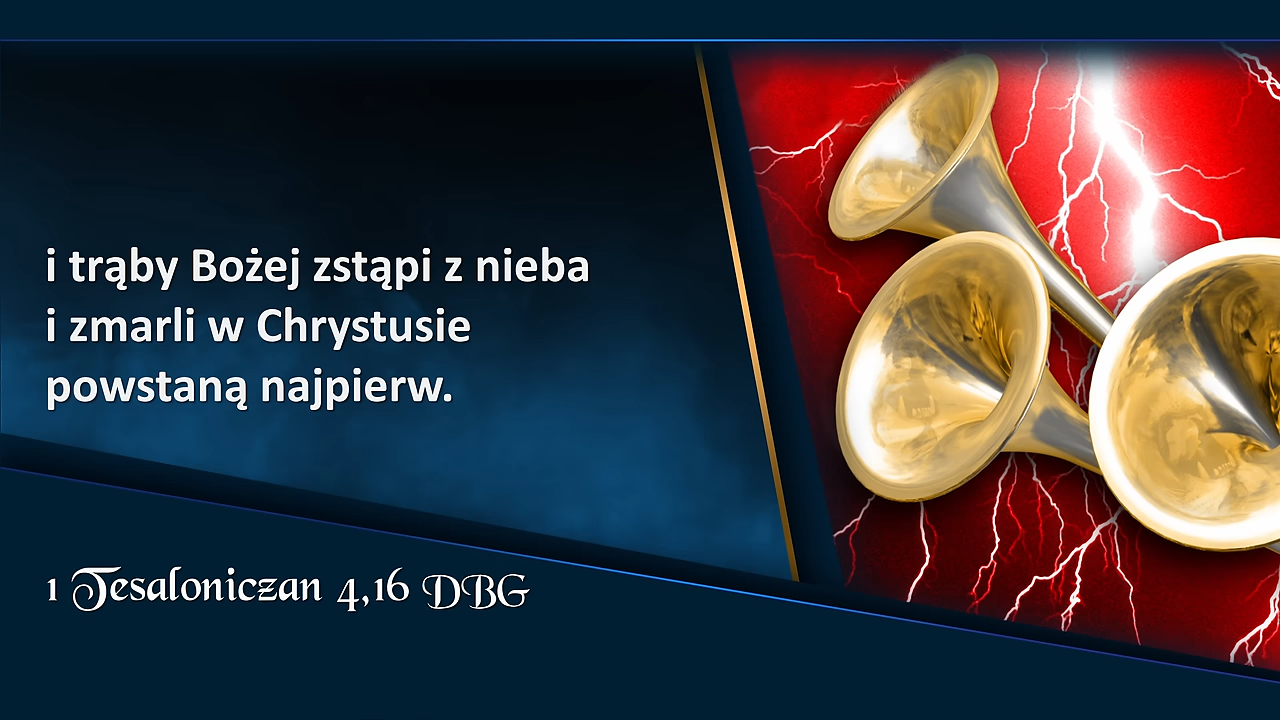 i trąby Bożej zstąpi z nieba
i zmarli w Chrystusie
powstaną najpierw.
1 Tesaloniczan 4,16 DBG